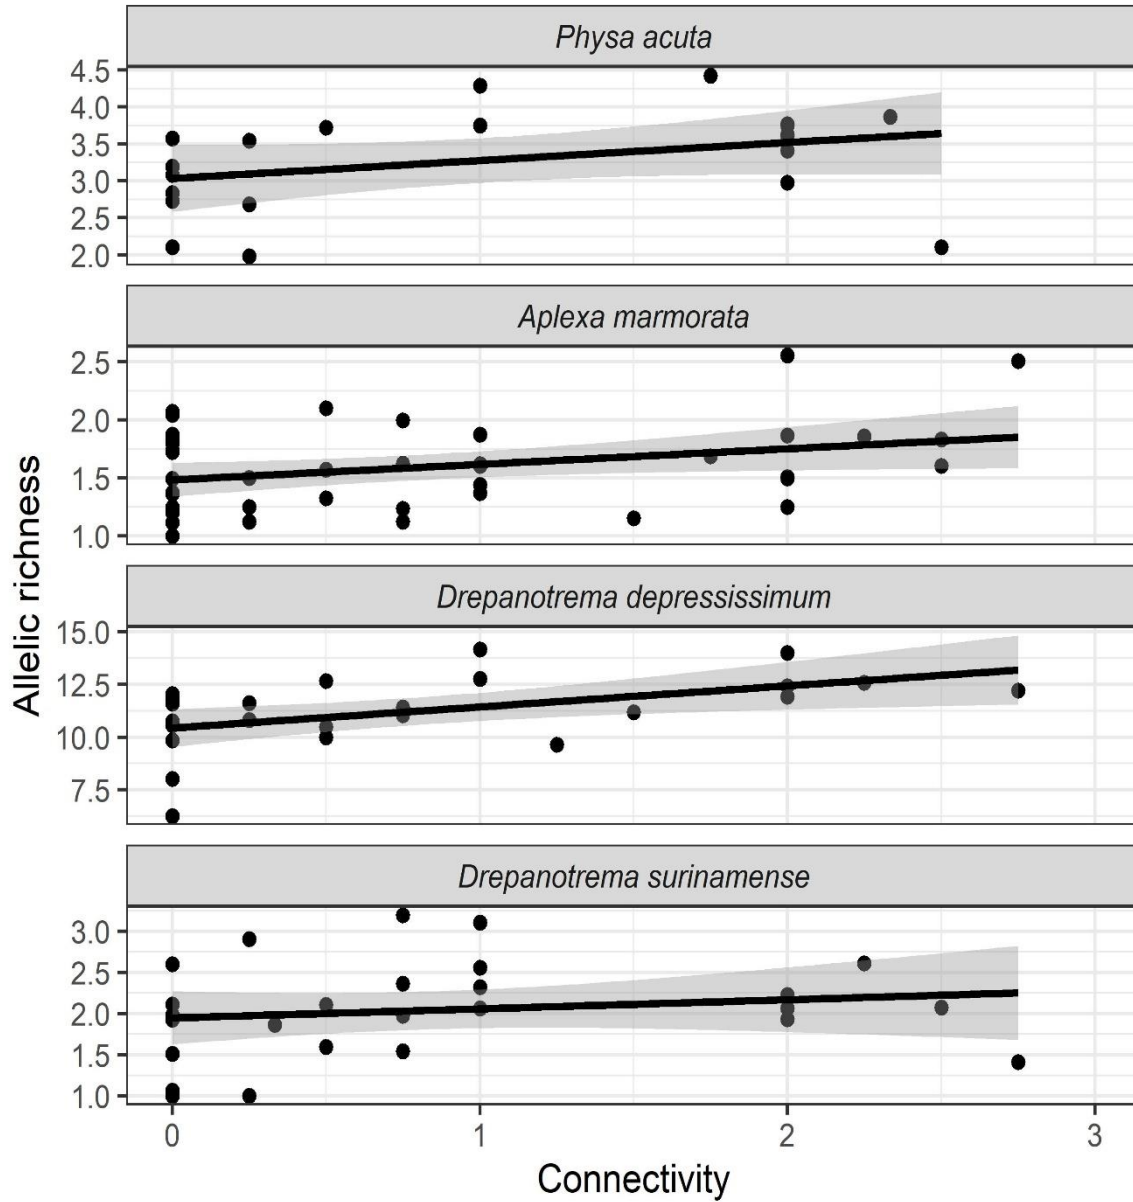 Physa acuta
4.5
4.0
3.5
3.0
2.5
2.0
Aplexa marmorata
2.5
2.0
1.5
1.0
Allelic richness
Drepanotrema depressissimum
15.0
12.5
10.0
7.5
Drepanotrema surinamense
3.0
2.5
2.0
1.5
1.0
0 1 2 3
Connectivity